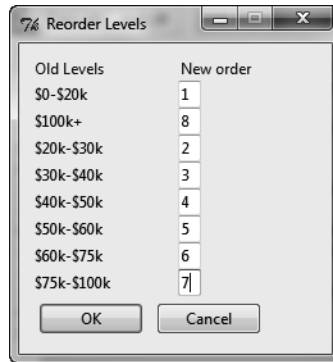 Reorder Levels
Old Levels New order
$0-$20k 1
$100k+ 8
$20k-$30k 2
$30k-$40k 3
$40k-$50k 4
$50k-$60k 5
$60k-$75k 6
$75k-$100k 7
OK Cancel